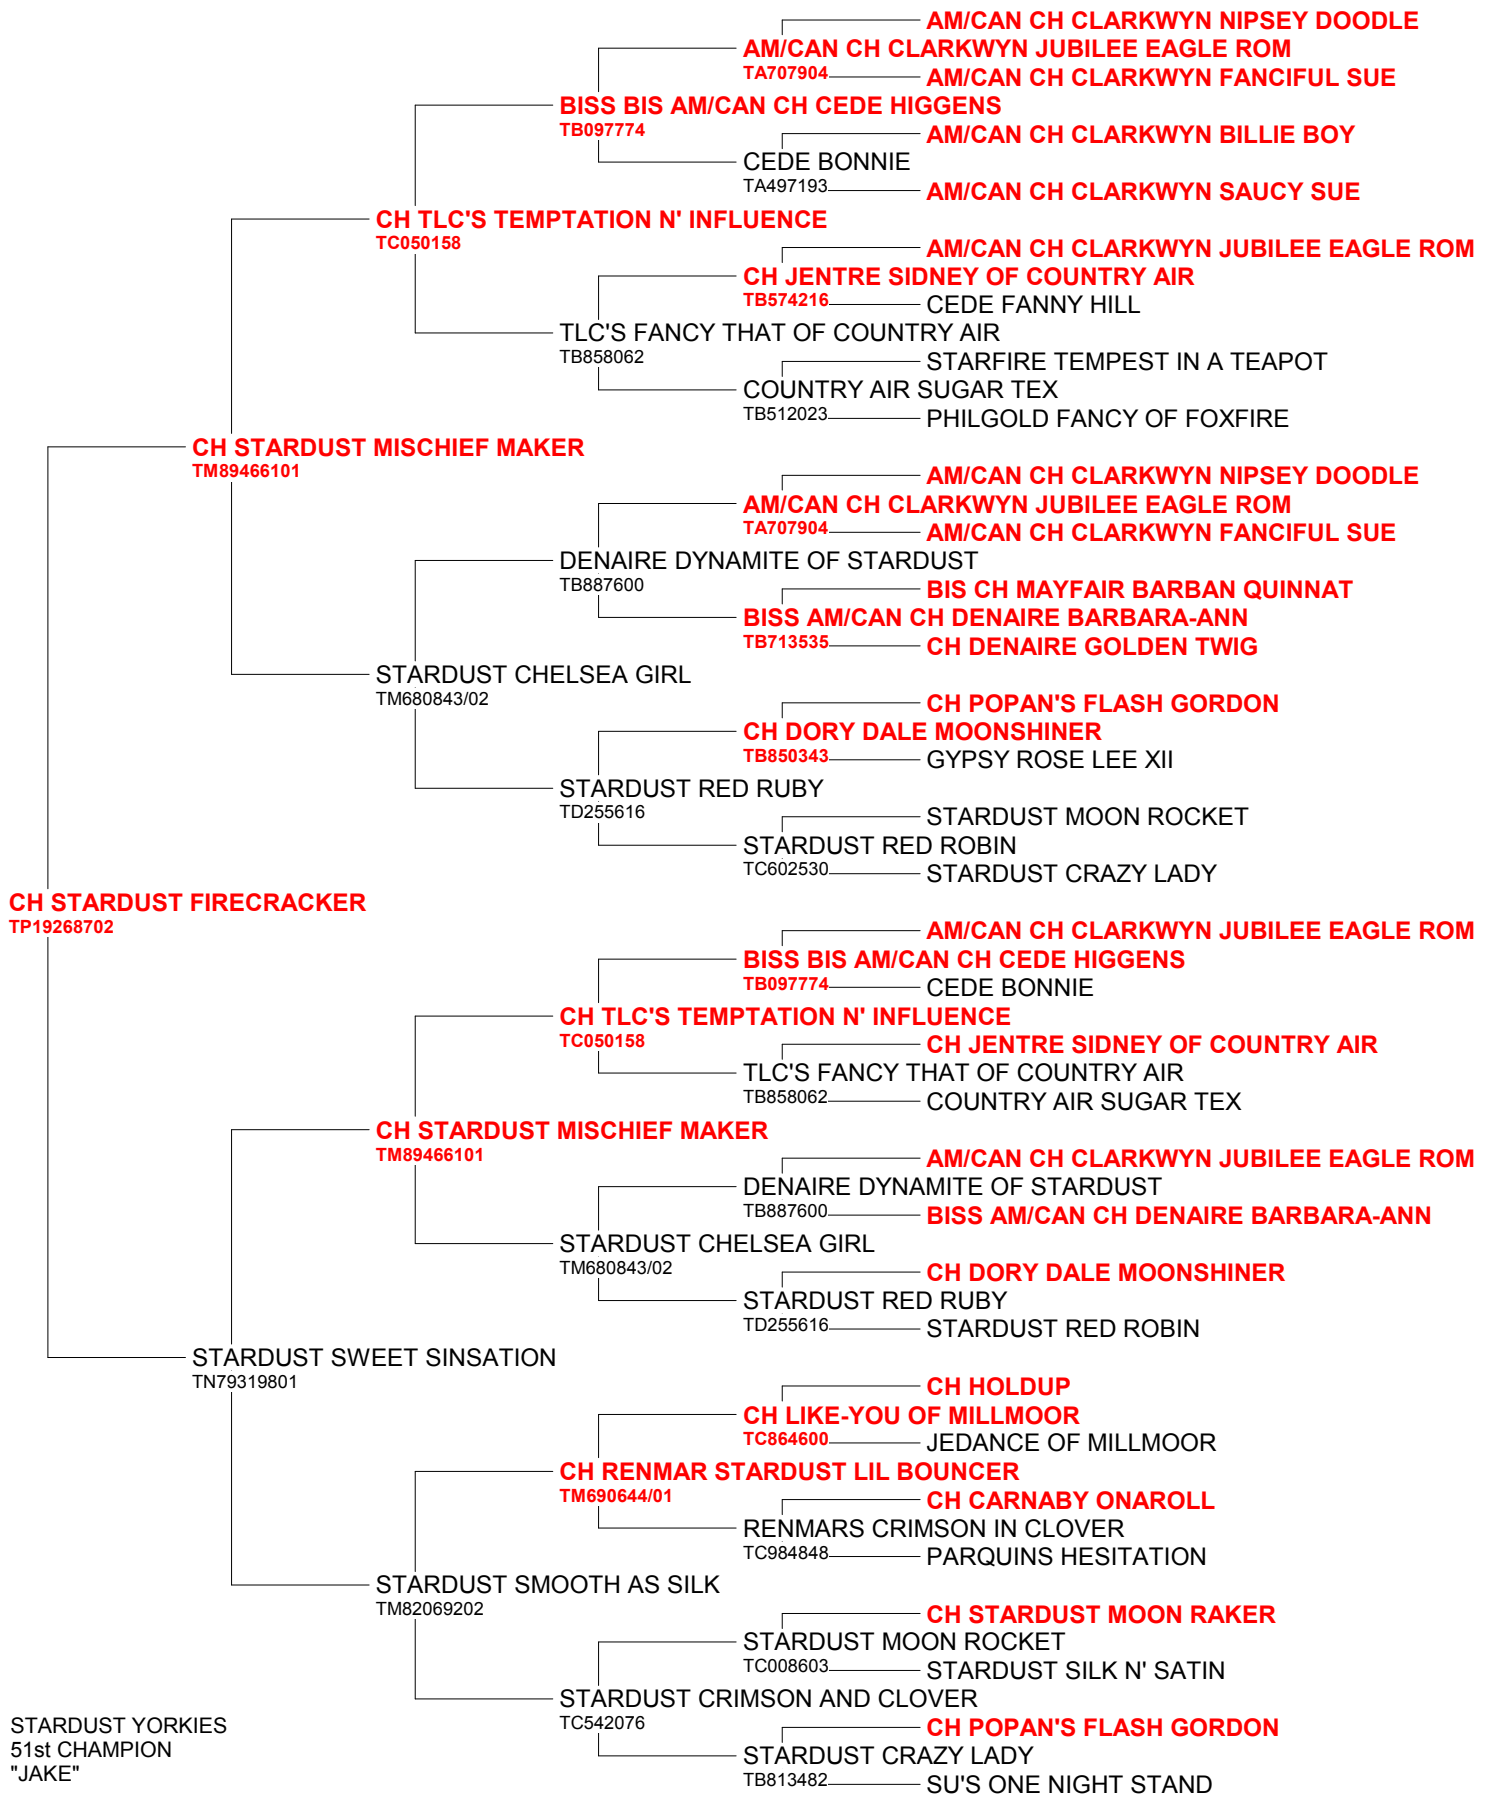 AM/CAN CH CLARKWYN NIPSEY DOODLE
AM/CAN CH CLARKWYN JUBILEE EAGLE ROM
TA707904
AM/CAN CH CLARKWYN FANCIFUL SUE
BISS BIS AM/CAN CH CEDE HIGGENS
TB097774
AM/CAN CH CLARKWYN BILLIE BOY
CEDE BONNIE
TA497193
AM/CAN CH CLARKWYN SAUCY SUE
CH TLC'S TEMPTATION N' INFLUENCE
TC050158
AM/CAN CH CLARKWYN JUBILEE EAGLE ROM
CH JENTRE SIDNEY OF COUNTRY AIR
TB574216
CEDE FANNY HILL
TLC'S FANCY THAT OF COUNTRY AIR
TB858062
STARFIRE TEMPEST IN A TEAPOT
COUNTRY AIR SUGAR TEX
TB512023
PHILGOLD FANCY OF FOXFIRE
CH STARDUST MISCHIEF MAKER
TM89466101
AM/CAN CH CLARKWYN NIPSEY DOODLE
AM/CAN CH CLARKWYN JUBILEE EAGLE ROM
TA707904
AM/CAN CH CLARKWYN FANCIFUL SUE
DENAIRE DYNAMITE OF STARDUST
TB887600
BIS CH MAYFAIR BARBAN QUINNAT
BISS AM/CAN CH DENAIRE BARBARA-ANN
TB713535
CH DENAIRE GOLDEN TWIG
STARDUST CHELSEA GIRL
TM680843/02
CH POPAN'S FLASH GORDON
CH DORY DALE MOONSHINER
TB850343
GYPSY ROSE LEE XII
STARDUST RED RUBY
TD255616
STARDUST MOON ROCKET
STARDUST RED ROBIN
TC602530
STARDUST CRAZY LADY
CH STARDUST FIRECRACKER
TP19268702
AM/CAN CH CLARKWYN JUBILEE EAGLE ROM
BISS BIS AM/CAN CH CEDE HIGGENS
TB097774
CEDE BONNIE
CH TLC'S TEMPTATION N' INFLUENCE
TC050158
CH JENTRE SIDNEY OF COUNTRY AIR
TLC'S FANCY THAT OF COUNTRY AIR
TB858062
COUNTRY AIR SUGAR TEX
CH STARDUST MISCHIEF MAKER
TM89466101
AM/CAN CH CLARKWYN JUBILEE EAGLE ROM
DENAIRE DYNAMITE OF STARDUST
TB887600
BISS AM/CAN CH DENAIRE BARBARA-ANN
STARDUST CHELSEA GIRL
TM680843/02
CH DORY DALE MOONSHINER
STARDUST RED RUBY
TD255616
STARDUST RED ROBIN
STARDUST SWEET SINSATION
TN79319801
CH HOLDUP
CH LIKE-YOU OF MILLMOOR
TC864600
JEDANCE OF MILLMOOR
CH RENMAR STARDUST LIL BOUNCER
TM690644/01
CH CARNABY ONAROLL
RENMARS CRIMSON IN CLOVER
TC984848
PARQUINS HESITATION
STARDUST SMOOTH AS SILK
TM82069202
CH STARDUST MOON RAKER
STARDUST MOON ROCKET
TC008603
STARDUST SILK N' SATIN
STARDUST CRIMSON AND CLOVER
TC542076
CH POPAN'S FLASH GORDON
STARDUST CRAZY LADY
TB813482
SU'S ONE NIGHT STAND
STARDUST YORKIES
51st CHAMPION
"JAKE"